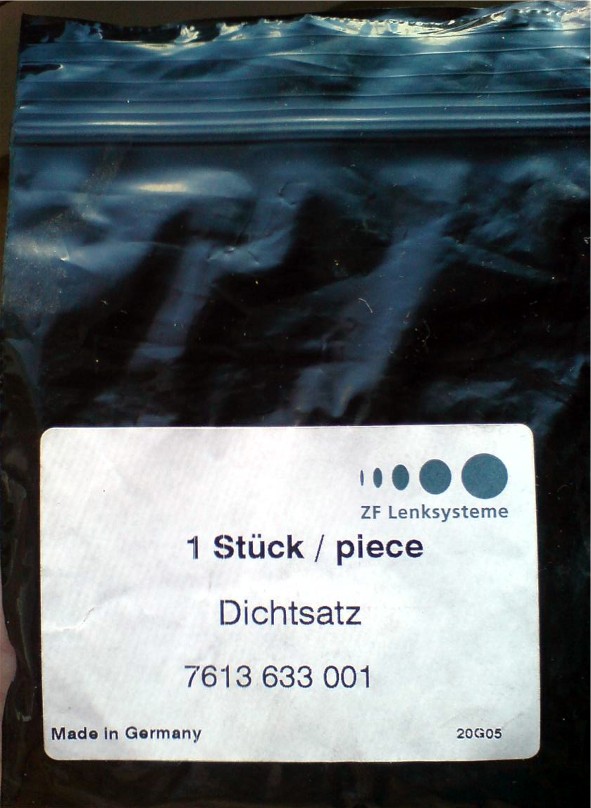 ZF Lenksysteme
1 Stück / piece
Dichtsatz
7613 633 001
Made in Germany 20G05